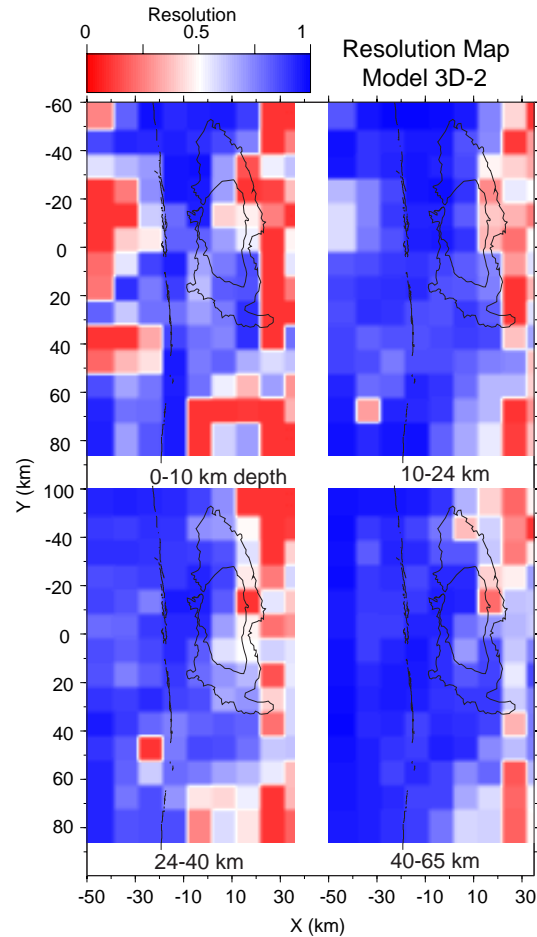 Resolution
0 0.5 1
Resolution Map
Model 3D-2
-60
-40
-20
0
20
40
60
80
0-10 km depth
10-24 km
Y (km)
100
-40
-20
0
20
40
60
80
24-40 km
40-65 km
-50 -30 -10 10 30 -50 -30 -10 10 30
X (km)